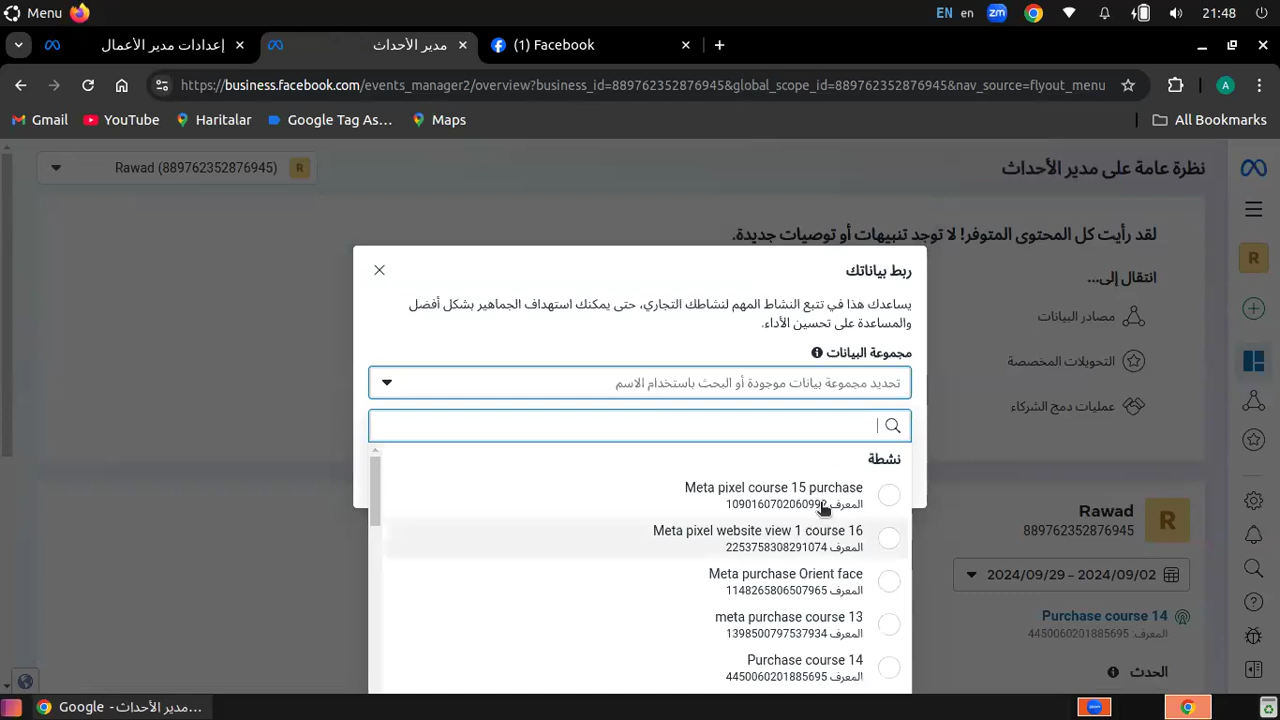 Menu
EN en zm 21:48
إعدادات مدير الأعمال
مدير الأحداث
(1) Facebook
https://business.facebook.com/events_manager2/overview?business_id=889762352876945&global_scope_id=889762352876945&nav_source=flyout_menu
A
Gmail
YouTube
Haritalar
Google Tag As...
Maps
All Bookmarks
Rawad (889762352876945) R
نظرة عامة على مدير الأحداث
لقد رأيت كل المحتوى المتوفر! لا توجد تنبيهات أو توصيات جديدة.
انتقال إلى...
مصادر البيانات
التحويلات المخصصة
عمليات دمج الشركاء
R
ربط بياناتك
يساعدك هذا في تتبع النشاط المهم لنشاطك التجاري، حتى يمكنك استهداف الجماهير بشكل أفضل
والمساعدة على تحسين الأداء.
مجموعة البيانات
تحديد مجموعة بيانات موجودة أو البحث باستخدام الاسم
نشطة
Meta pixel course 15 purchase
المعرف
Meta pixel website view 1 course 16
المعرف 2253758308291074
Meta purchase Orient face
المعرف 1148265806507965
meta purchase course 13
المعرف 1398500797537934
Purchase course 14
المعرف 4450060201885695
Rawad
889762352876945
R
2024/09/29 – 2024/09/02
Purchase course 14
المعرف: 4450060201885695
الحدث
مدير الأحداث - Google...
zm